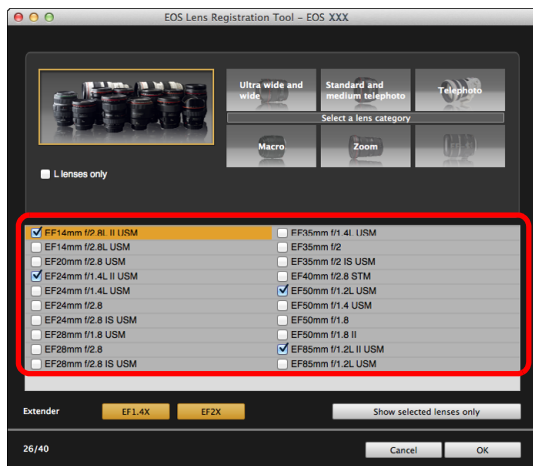 EOS Lens Registration Tool – EOS XXX
Ultra wide and
wide
Standard and
medium telephoto
Telephoto
Select a lens category
Macro
Zoom
L lenses only
EF14mm f/2.8L II USM
EF14mm f/2.8L USM
EF20mm f/2.8 USM
EF24mm f/1.4L II USM
EF24mm f/1.4L USM
EF24mm f/2.8
EF24mm f/2.8 IS USM
EF28mm f/1.8 USM
EF28mm f/2.8
EF28mm f/2.8 IS USM
EF35mm f/1.4L USM
EF35mm f/2
EF35mm f/2 IS USM
EF40mm f/2.8 STM
EF50mm f/1.2L USM
EF50mm f/1.4 USM
EF50mm f/1.8
EF50mm f/1.8 II
EF85mm f/1.2L II USM
EF85mm f/1.2L USM
Extender
EF1.4X
EF2X
Show selected lenses only
26/40
Cancel
OK